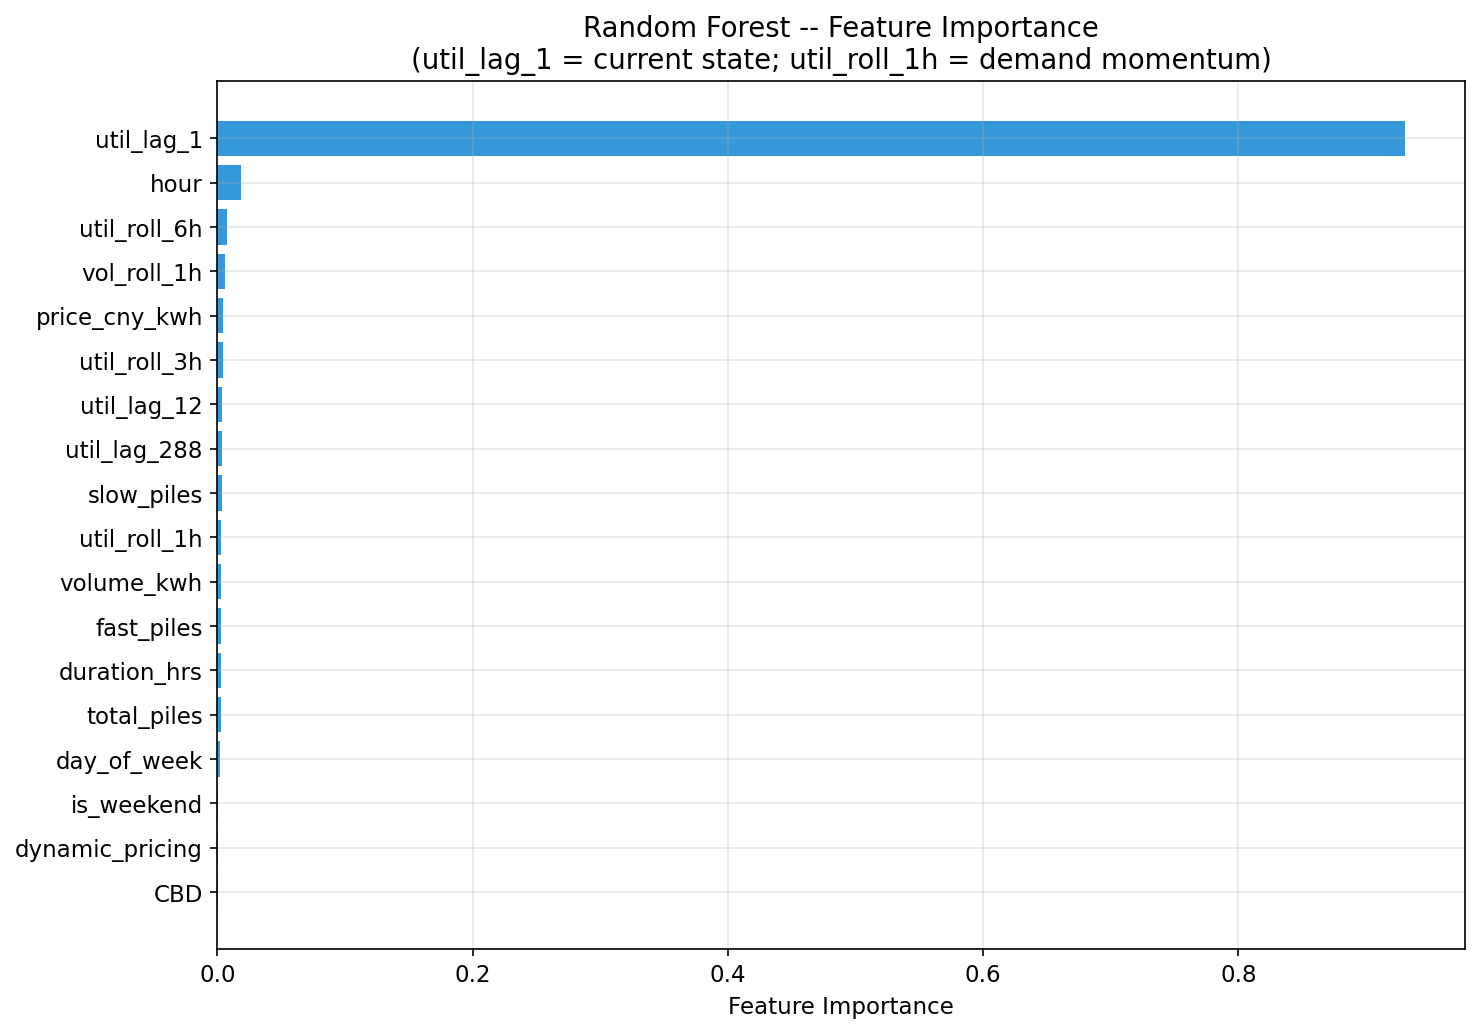 Random Forest -- Feature Importance
(util_lag_1 = current state; util_roll_1h = demand momentum)
util_lag_1
hour
util_roll_6h
vol_roll_1h
price_cny_kwh
util_roll_3h
util_lag_12
util_lag_288
slow_piles
util_roll_1h
volume_kwh
fast_piles
duration_hrs
total_piles
day_of_week
is_weekend
dynamic_pricing
CBD
0.0 0.2 0.4 0.6 0.8
Feature Importance